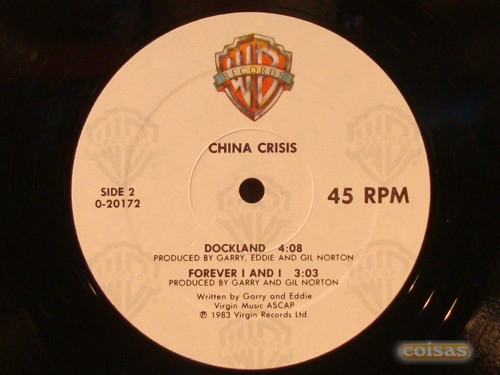 WB
RECORDS
CHINA CRISIS
SIDE 2
0-20172
45 RPM
DOCKLAND 4:08
PRODUCED BY GARRY, EDDIE AND GIL NORTON
FOREVER I AND I 3:03
PRODUCED BY GARRY AND GIL NORTON
Written by Garry and Eddie
Virgin Music ASCAP
℗ 1983 Virgin Records Ltd.
coisas